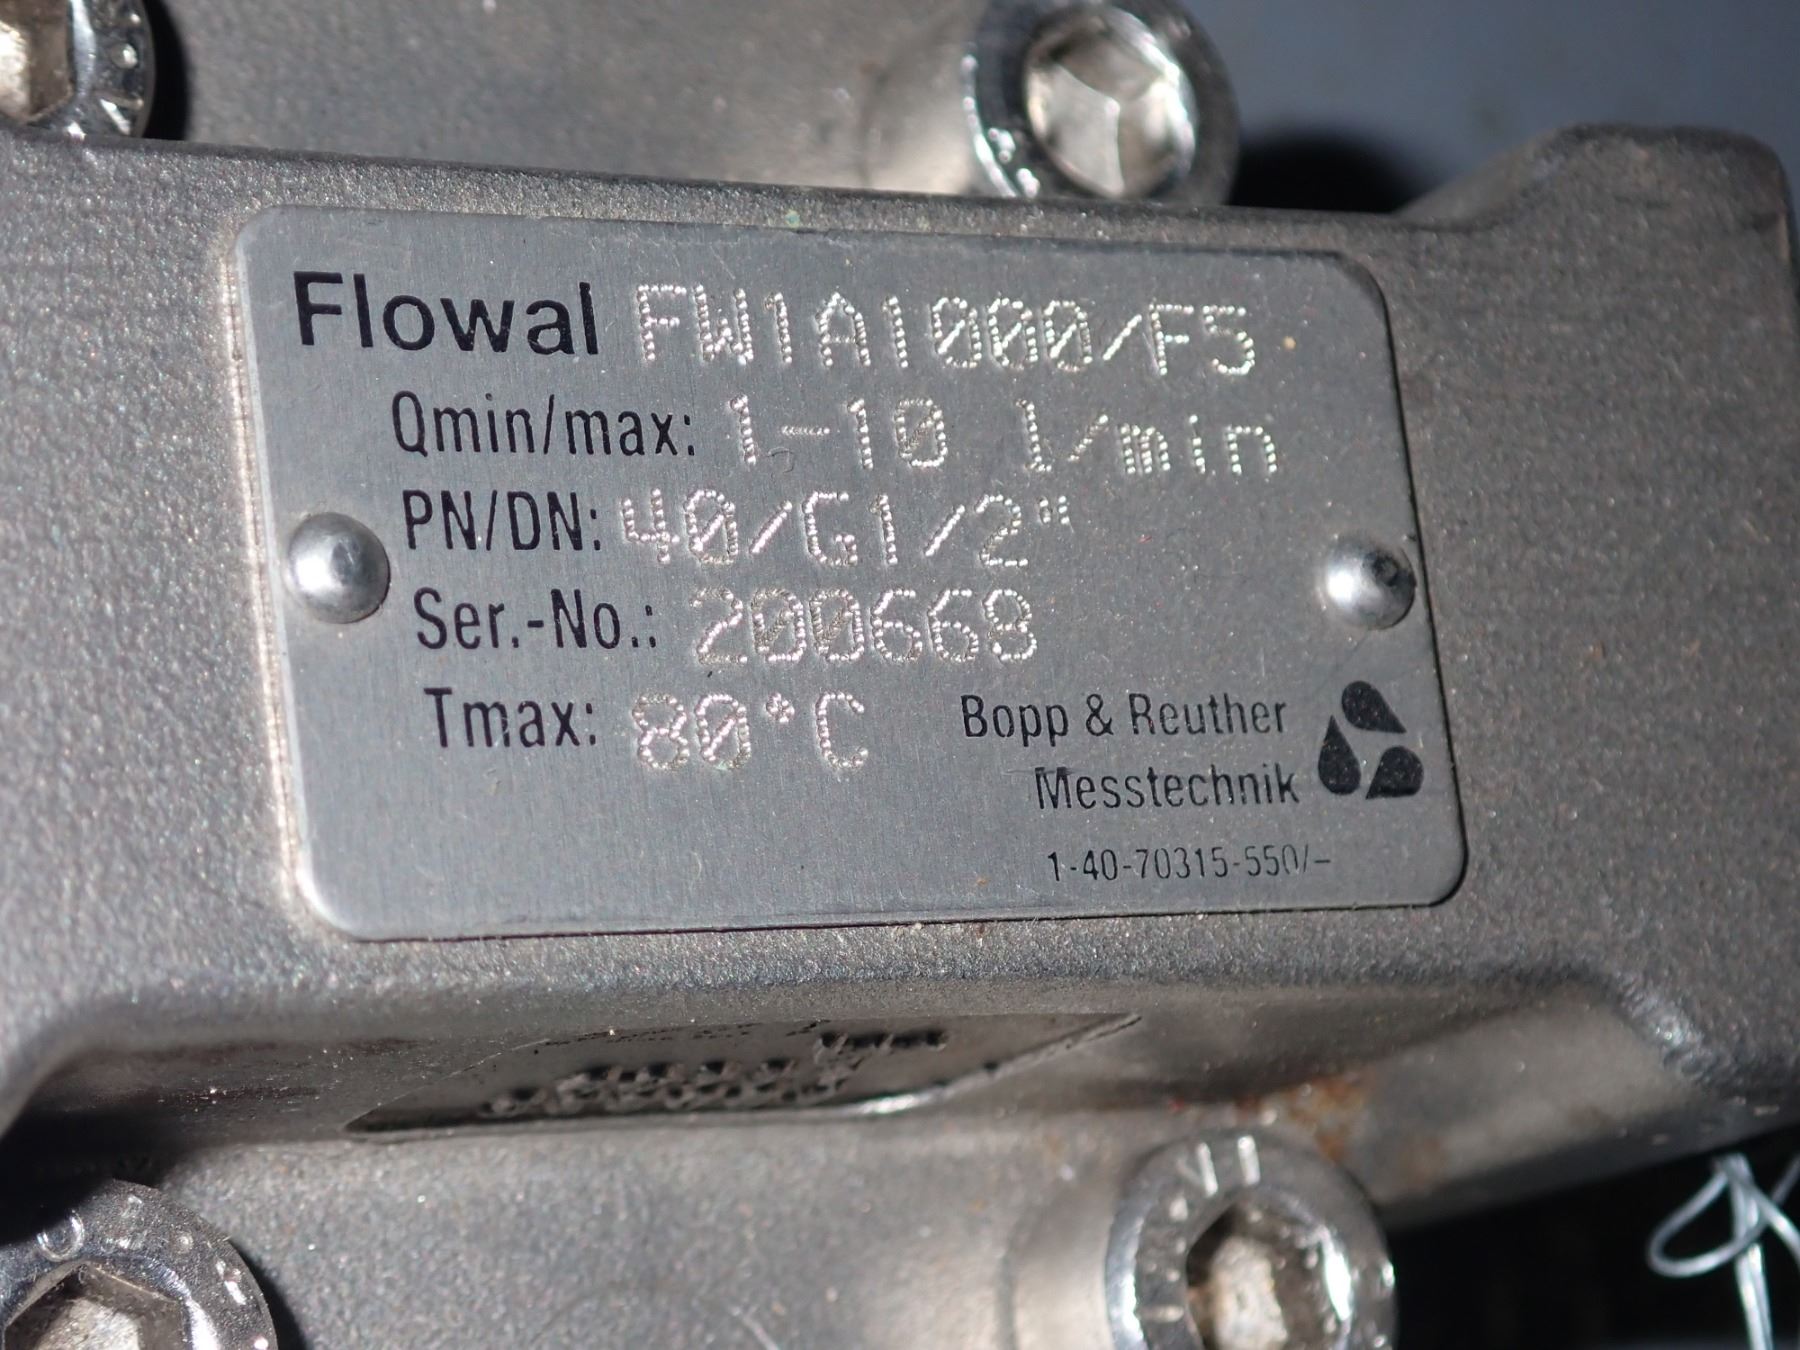 Flowal FW1A1000/F5
Qmin/max: 1-10 l/min
PN/DN: 40/G1/2"
Ser.-No.: 200668
Tmax: 80°C
Bopp & Reuther
Messtechnik
1-40-70315-550/-